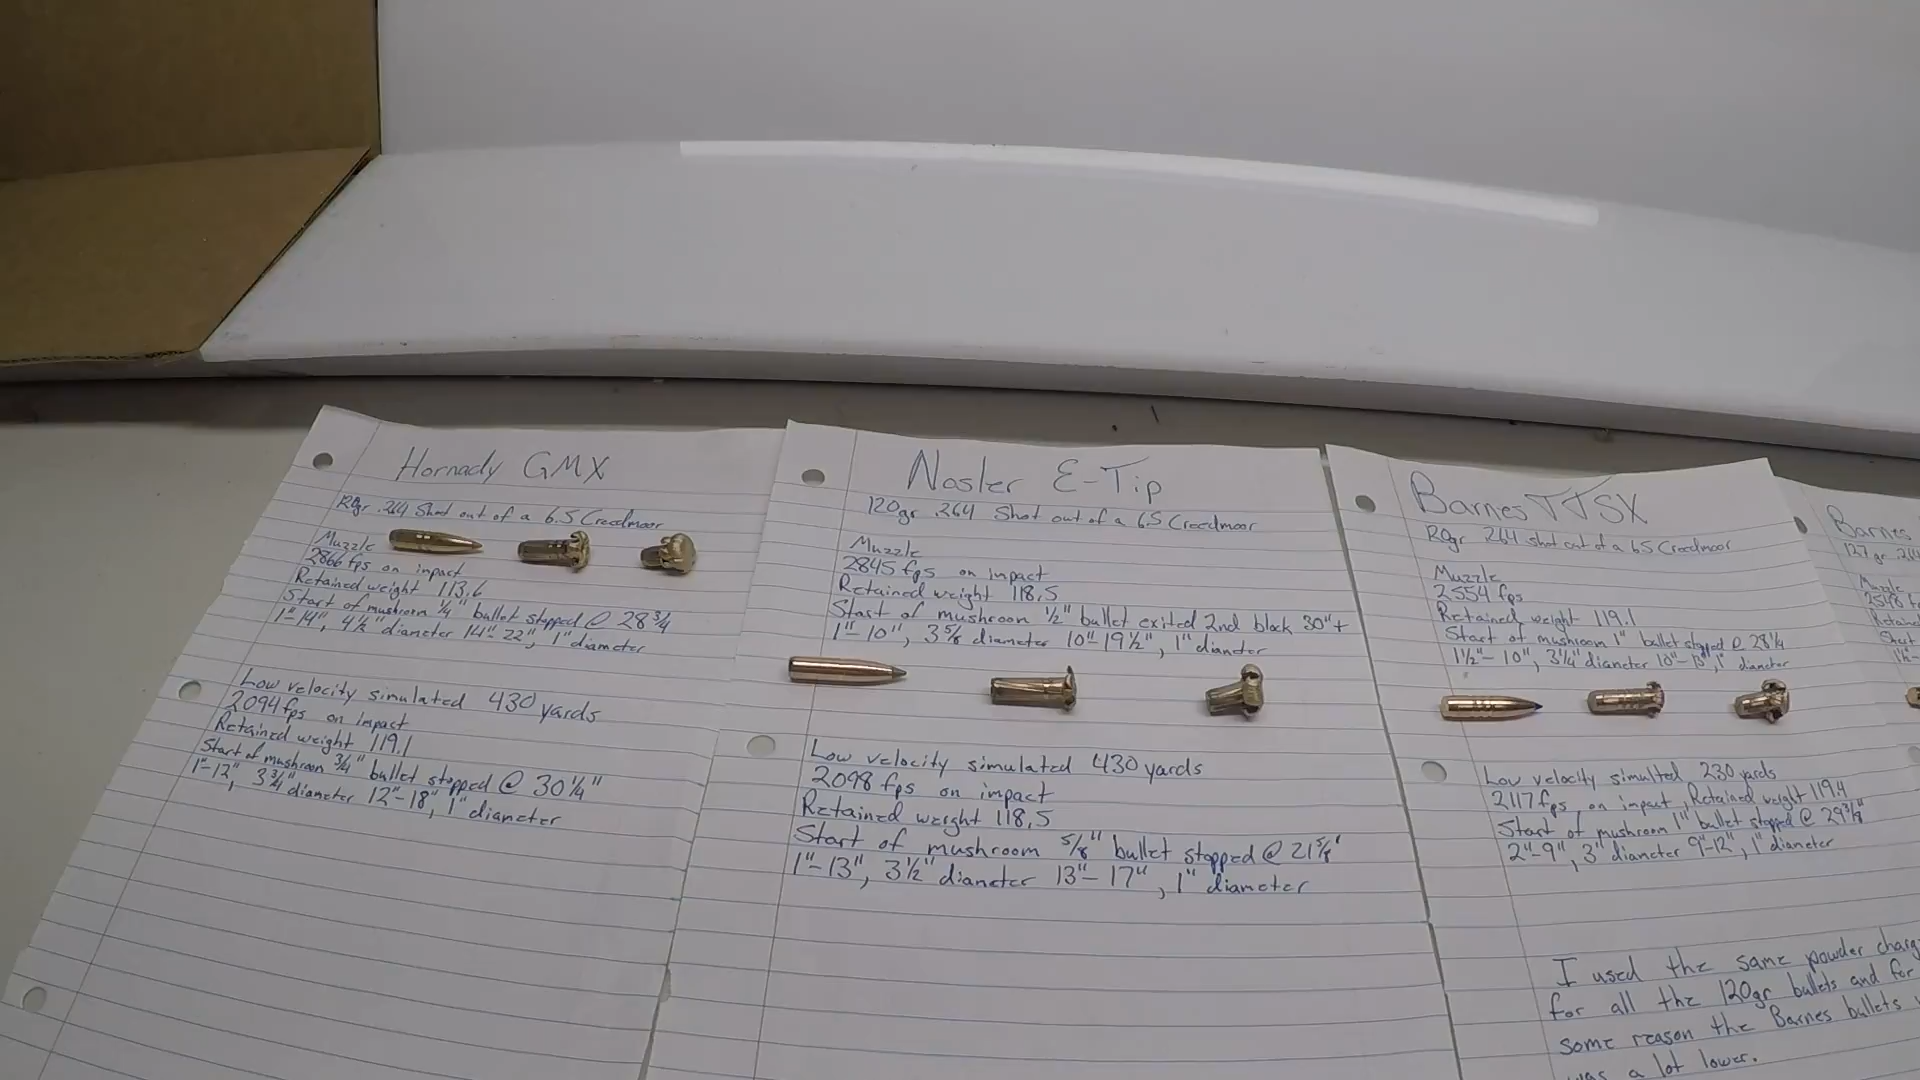 Hornady GMX
120gr .264 Shot out of a 6.5 Creedmoor
Muzzle
2866 fps on impact
Retained weight 113.6
Start of mushroom 1/4" bullet stopped @ 28 3/4
1"-14", 4 1/2" diameter 14"-22", 1" diameter
Low velocity simulated 430 yards
2094 fps on impact
Retained weight 119.1
Start of mushroom 3/4" bullet stopped @ 30 1/4"
1"-12", 3 3/4" diameter 12"-18", 1" diameter
Nosler E-Tip
120gr .264 Shot out of a 6.5 Creedmoor
Muzzle
2845 fps on impact
Retained weight 118.5
Start of mushroom 1/2" bullet exited 2nd block 30"+
1"-10", 3 5/8 diameter 10"-19 1/2", 1" diameter
Low velocity simulated 430 yards
2098 fps on impact
Retained weight 118.5
Start of mushroom 5/8" bullet stopped @ 21 5/8"
1"-13", 3 1/2" diameter 13"-17", 1" diameter
Barnes TTSX
120gr .264 shot out of a 6.5 Creedmoor
Muzzle
2554 fps
Retained weight 119.1
Start of mushroom 1" bullet stopped @ 28 1/4
1 1/2"-10", 3 1/4" diameter 10"- 1" diameter
Low velocity simulted 230 yards
2117 fps on impact, Retained weight 119.4
Start of mushroom 1" bullet stopped @ 29 3/8"
2"-9", 3" diameter 9"-12", 1" diameter
I used the same powder charg
for all the 120gr bullets and for
some reason the Barnes bullets
was a lot lower.
Barnes
127 gr .264
Muzzle